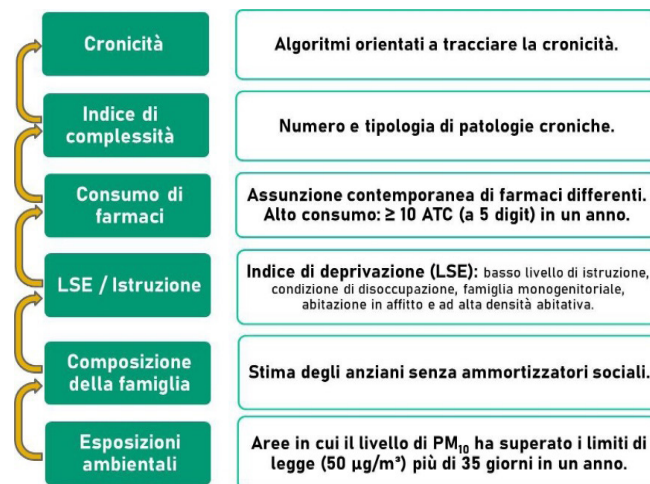 Cronicità
Algoritmi orientati a tracciare la cronicità.
Indice di
complessità
Numero e tipologia di patologie croniche.
Consumo di
farmaci
Assunzione contemporanea di farmaci differenti.
Alto consumo: ≥ 10 ATC (a 5 digit) in un anno.
LSE / Istruzione
Indice di deprivazione (LSE): basso livello di istruzione,
condizione di disoccupazione, famiglia monogenitoriale,
abitazione in affitto e ad alta densità abitativa.
Composizione
della famiglia
Stima degli anziani senza ammortizzatori sociali.
Esposizioni
ambientali
Aree in cui il livello di PM₁₀ ha superato i limiti di
legge (50 µg/m³) più di 35 giorni in un anno.